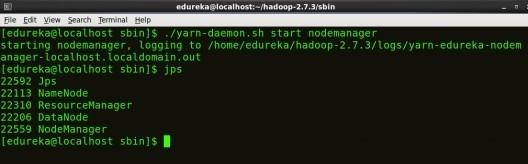 edureka@localhost:~/hadoop-2.7.3/sbin
File Edit View Search Terminal Help
[edureka@localhost sbin]$ ./yarn-daemon.sh start nodemanager
starting nodemanager, logging to /home/edureka/hadoop-2.7.3/logs/yarn-edureka-nodem
anager-localhost.localdomain.out
[edureka@localhost sbin]$ jps
22592 Jps
22113 NameNode
22310 ResourceManager
22206 DataNode
22559 NodeManager
[edureka@localhost sbin]$